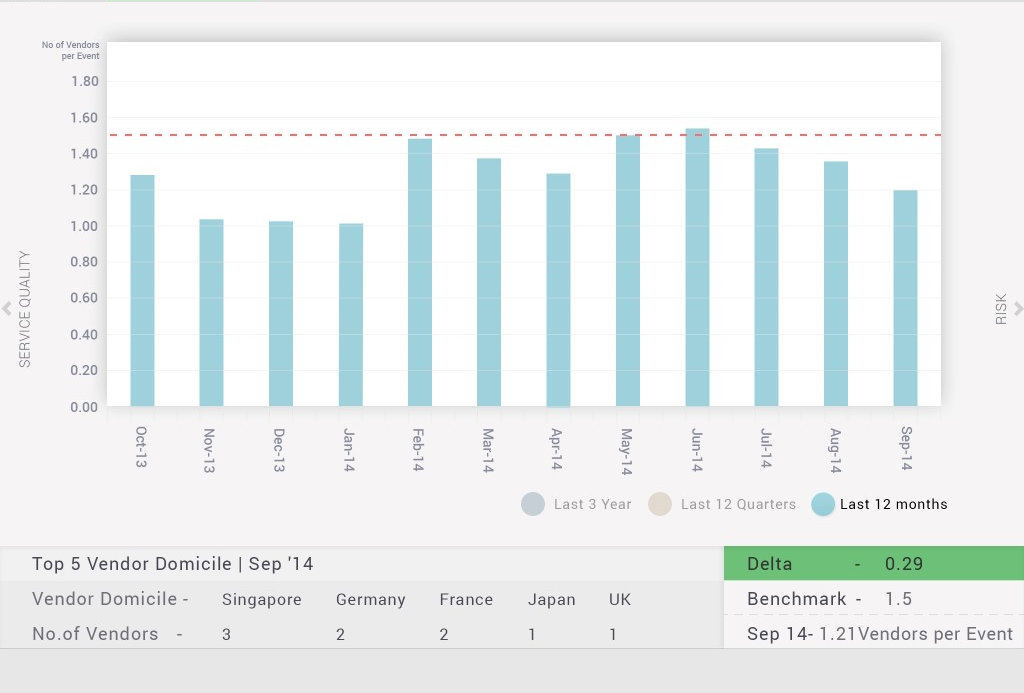 No of Vendors
per Event
1.80
1.60
1.40
1.20
1.00
0.80
0.60
0.40
0.20
0.00
SERVICE QUALITY
RISK
Oct-13
Nov-13
Dec-13
Jan-14
Feb-14
Mar-14
Apr-14
May-14
Jun-14
Jul-14
Aug-14
Sep-14
Last 3 Year
Last 12 Quarters
Last 12 months
Top 5 Vendor Domicile | Sep '14
Vendor Domicile - Singapore Germany France Japan UK
No.of Vendors - 3 2 2 1 1
Delta - 0.29
Benchmark - 1.5
Sep 14- 1.21Vendors per Event